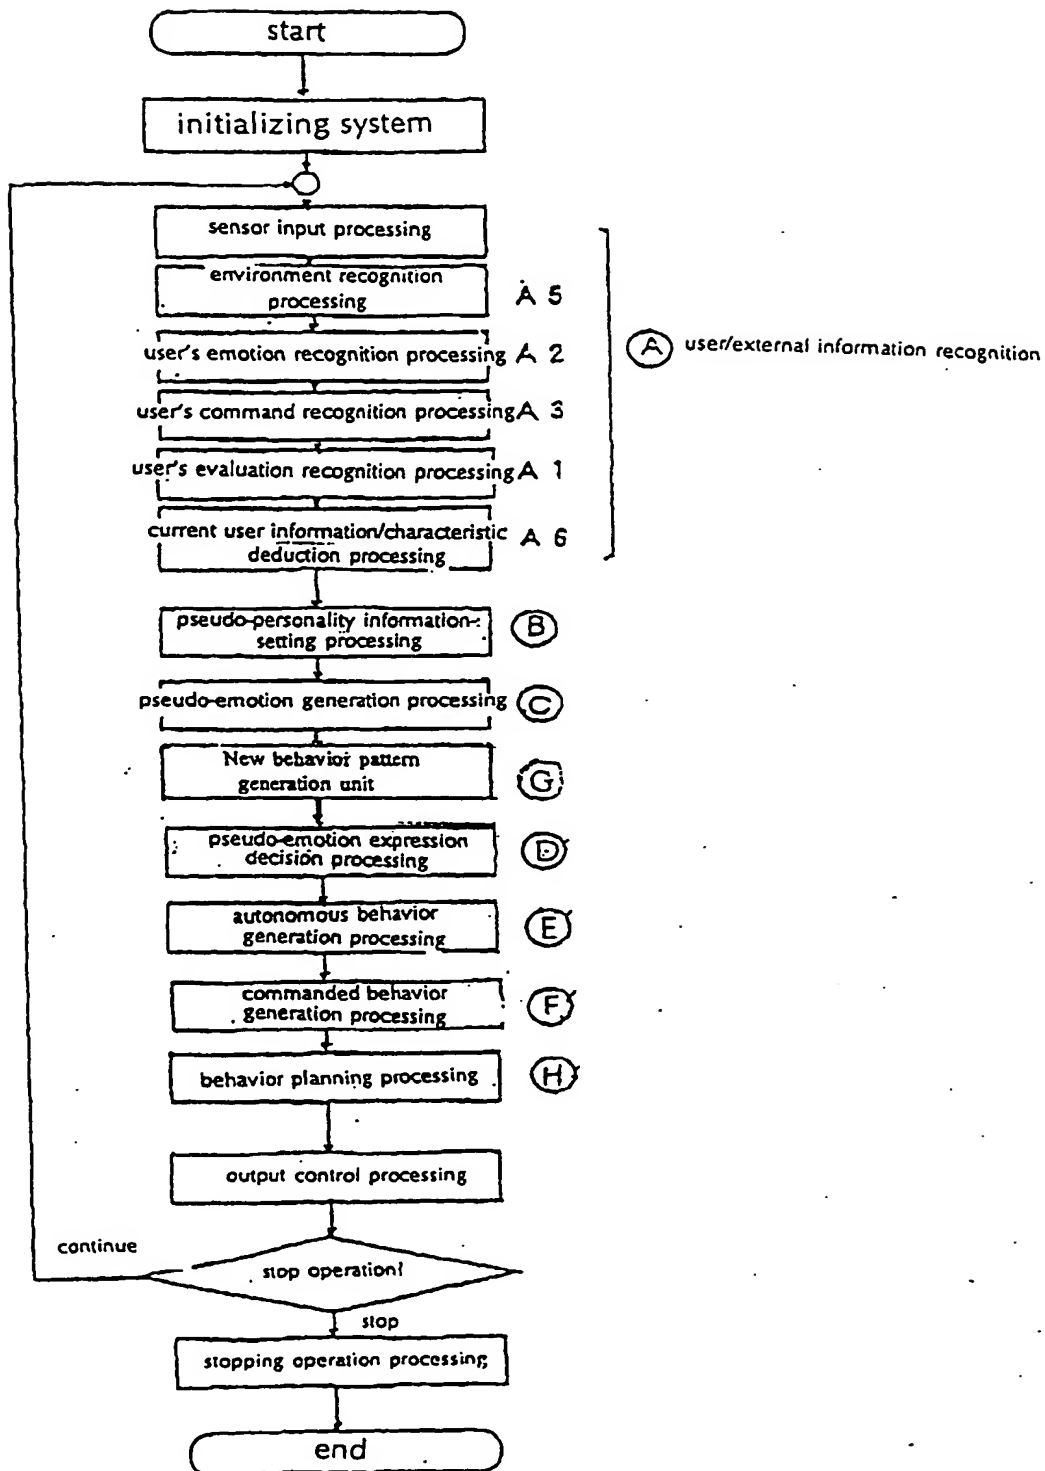 start
initializing system
sensor input processing
environment recognition
processing
A 5
user's emotion recognition processing A 2
A user/external information recognition
user's command recognition processing A 3
user's evaluation recognition processing A 1
current user information/characteristic
deduction processing
A 6
pseudo-personality information-
setting processing
B
pseudo-emotion generation processing C
New behavior pattern
generation unit
G
pseudo-emotion expression
decision processing
D
autonomous behavior
generation processing
E
commanded behavior
generation processing
F
behavior planning processing H
output control processing
continue
stop operation?
stop
stopping operation processing
end